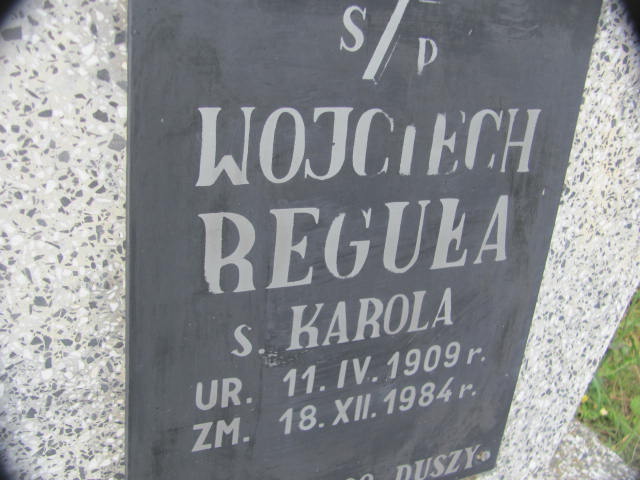 Ś/P
WOJCIECH
REGUŁA
s. KAROLA
UR. 11.IV.1909 r.
ZM. 18.XII.1984 r.
DUSZY